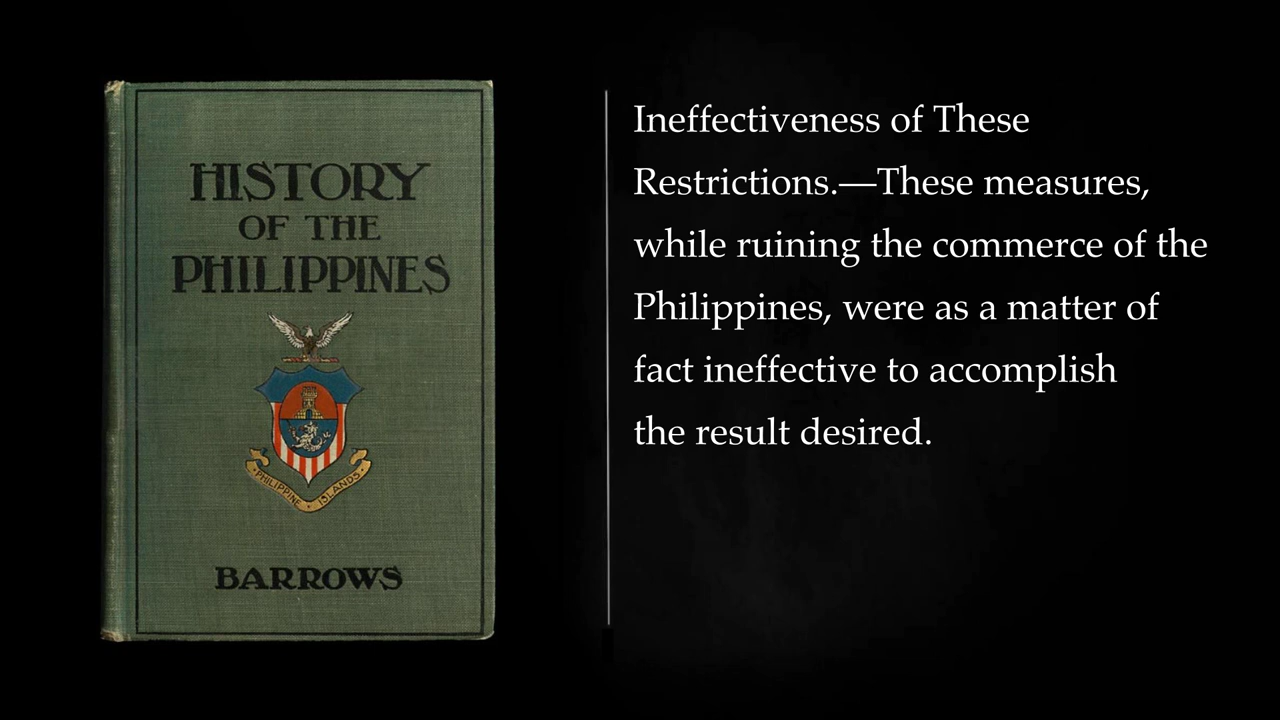 HISTORY
OF THE
PHILIPPINES
PHILIPPINE ISLANDS
BARROWS
Ineffectiveness of These
Restrictions.—These measures,
while ruining the commerce of the
Philippines, were as a matter of
fact ineffective to accomplish
the result desired.